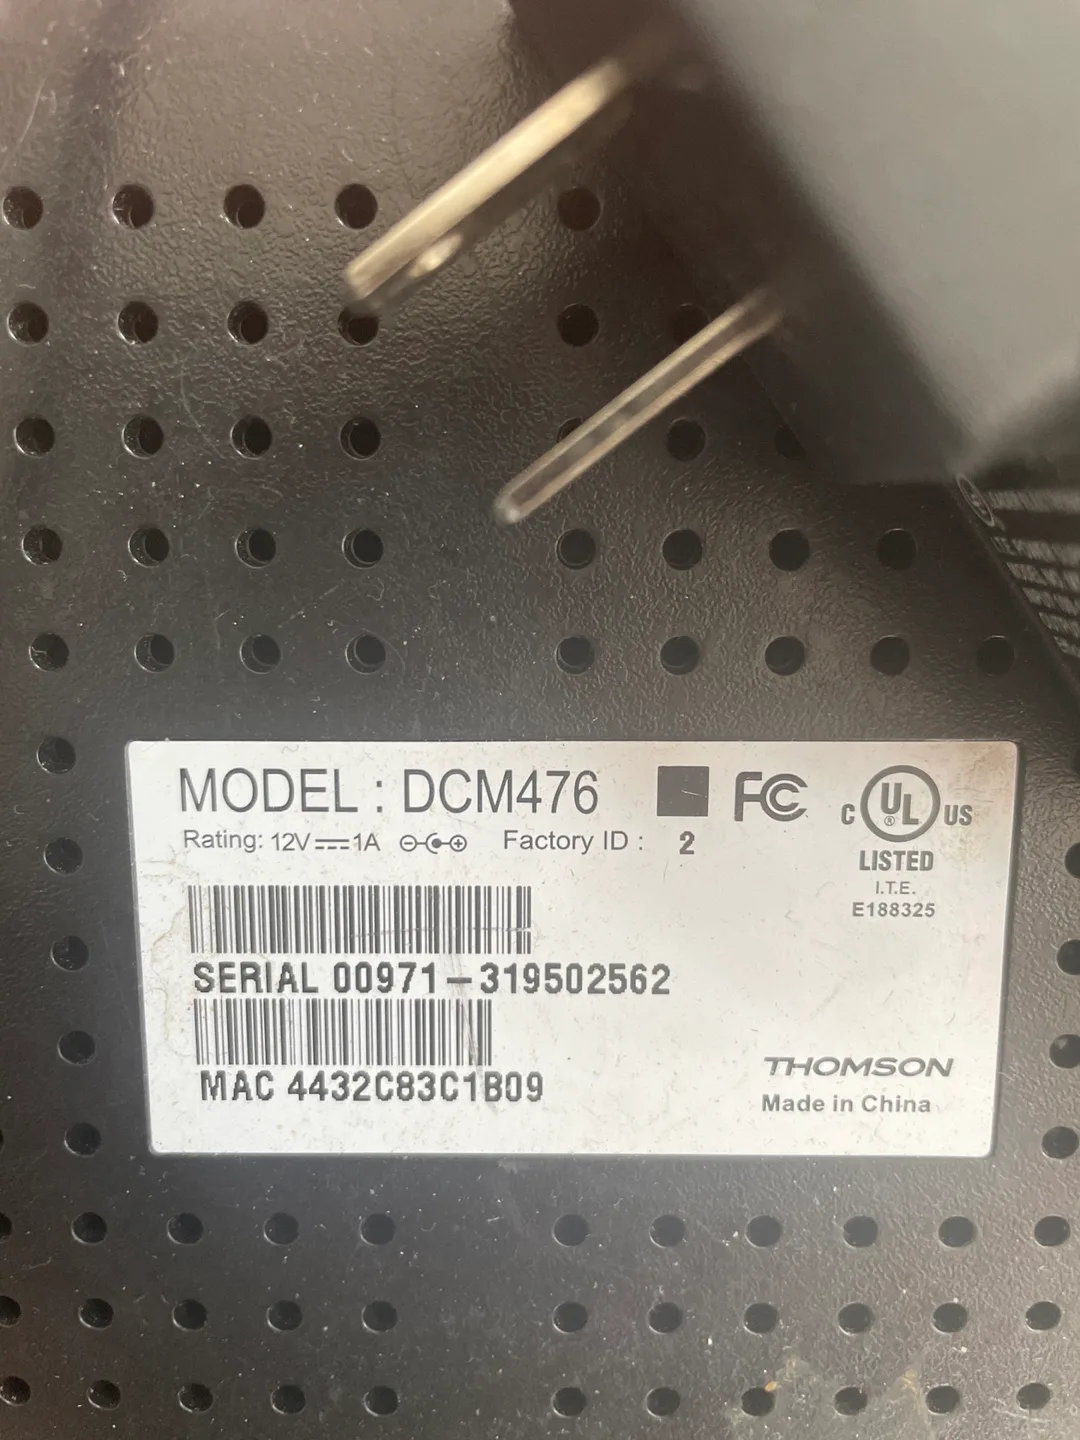 MODEL : DCM476
FC
Rating: 12V 1A Factory ID : 2
C UL ® US
LISTED
I.T.E.
E188325
SERIAL 00971-319502562
MAC 4432C83C1B09
THOMSON
Made in China